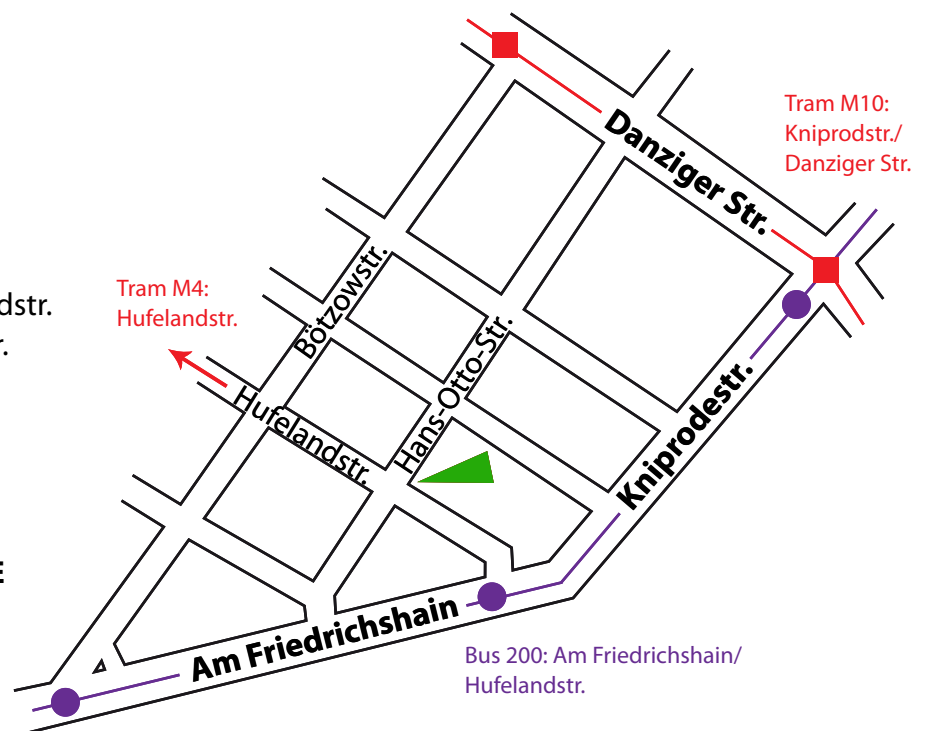 Tram M10:
Kniprodstr./
Danziger Str.
Danziger Str.
Bötzowstr.
dstr.
r.
Tram M4:
Hufelandstr.
Hans-Otto-Str.
Hufelandstr.
Kniprodestr.
E
Am Friedrichshain
Bus 200: Am Friedrichshain/
Hufelandstr.